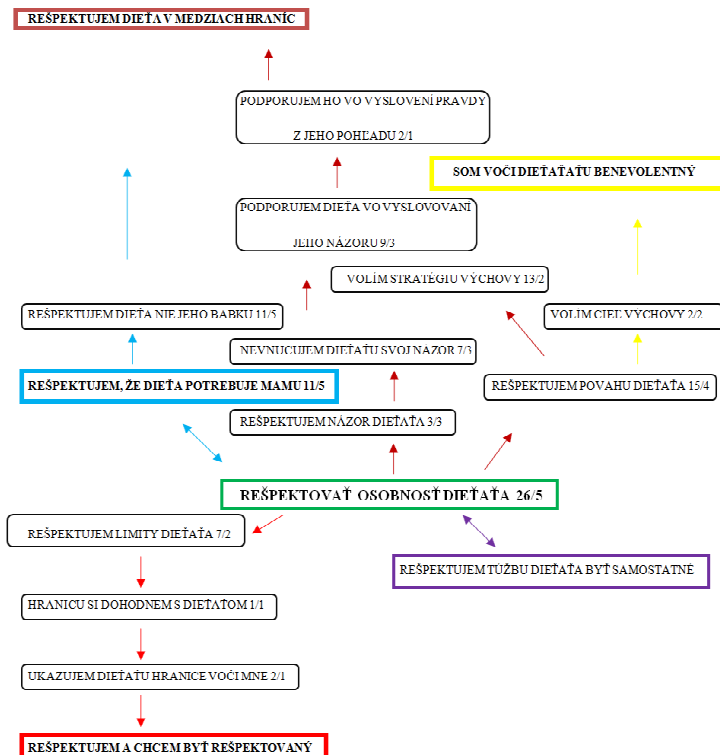 REŠPEKTUJEM DIEŤA V MEDZIACH HRANÍC
PODPORUJEM HO VO VYSLOVENÍ PRAVDY
Z JEHO POHĽADU 2/1
SOM VOČI DIEŤAŤAŤU BENEVOLENTNÝ
PODPORUJEM DIEŤA VO VYSLOVOVANÍ
JEHO NÁZORU 9/3
VOLÍM STRATÉGIU VÝCHOVY 13/2
REŠPEKTUJEM DIEŤA NIE JEHO BABKU 11/5
VOLÍM CIEĽ VÝCHOVY 2/2
NEVNUCUJEM DIEŤAŤU SVOJ NÁZOR 7/3
REŠPEKTUJEM, ŽE DIEŤA POTREBUJE MAMU 11/5
REŠPEKTUJEM POVAHU DIEŤAŤA 15/4
REŠPEKTUJEM NÁZOR DIEŤAŤA 3/3
REŠPEKTOVAŤ OSOBNOSŤ DIEŤAŤA 26/5
REŠPEKTUJEM LIMITY DIEŤAŤA 7/2
REŠPEKTUJEM TÚŽBU DIEŤAŤA BYŤ SAMOSTATNÉ
HRANICU SI DOHODNEM S DIEŤAŤOM 1/1
UKAZUJEM DIEŤAŤU HRANICE VOČI MNE 2/1
REŠPEKTUJEM A CHCEM BYŤ REŠPEKTOVANÝ